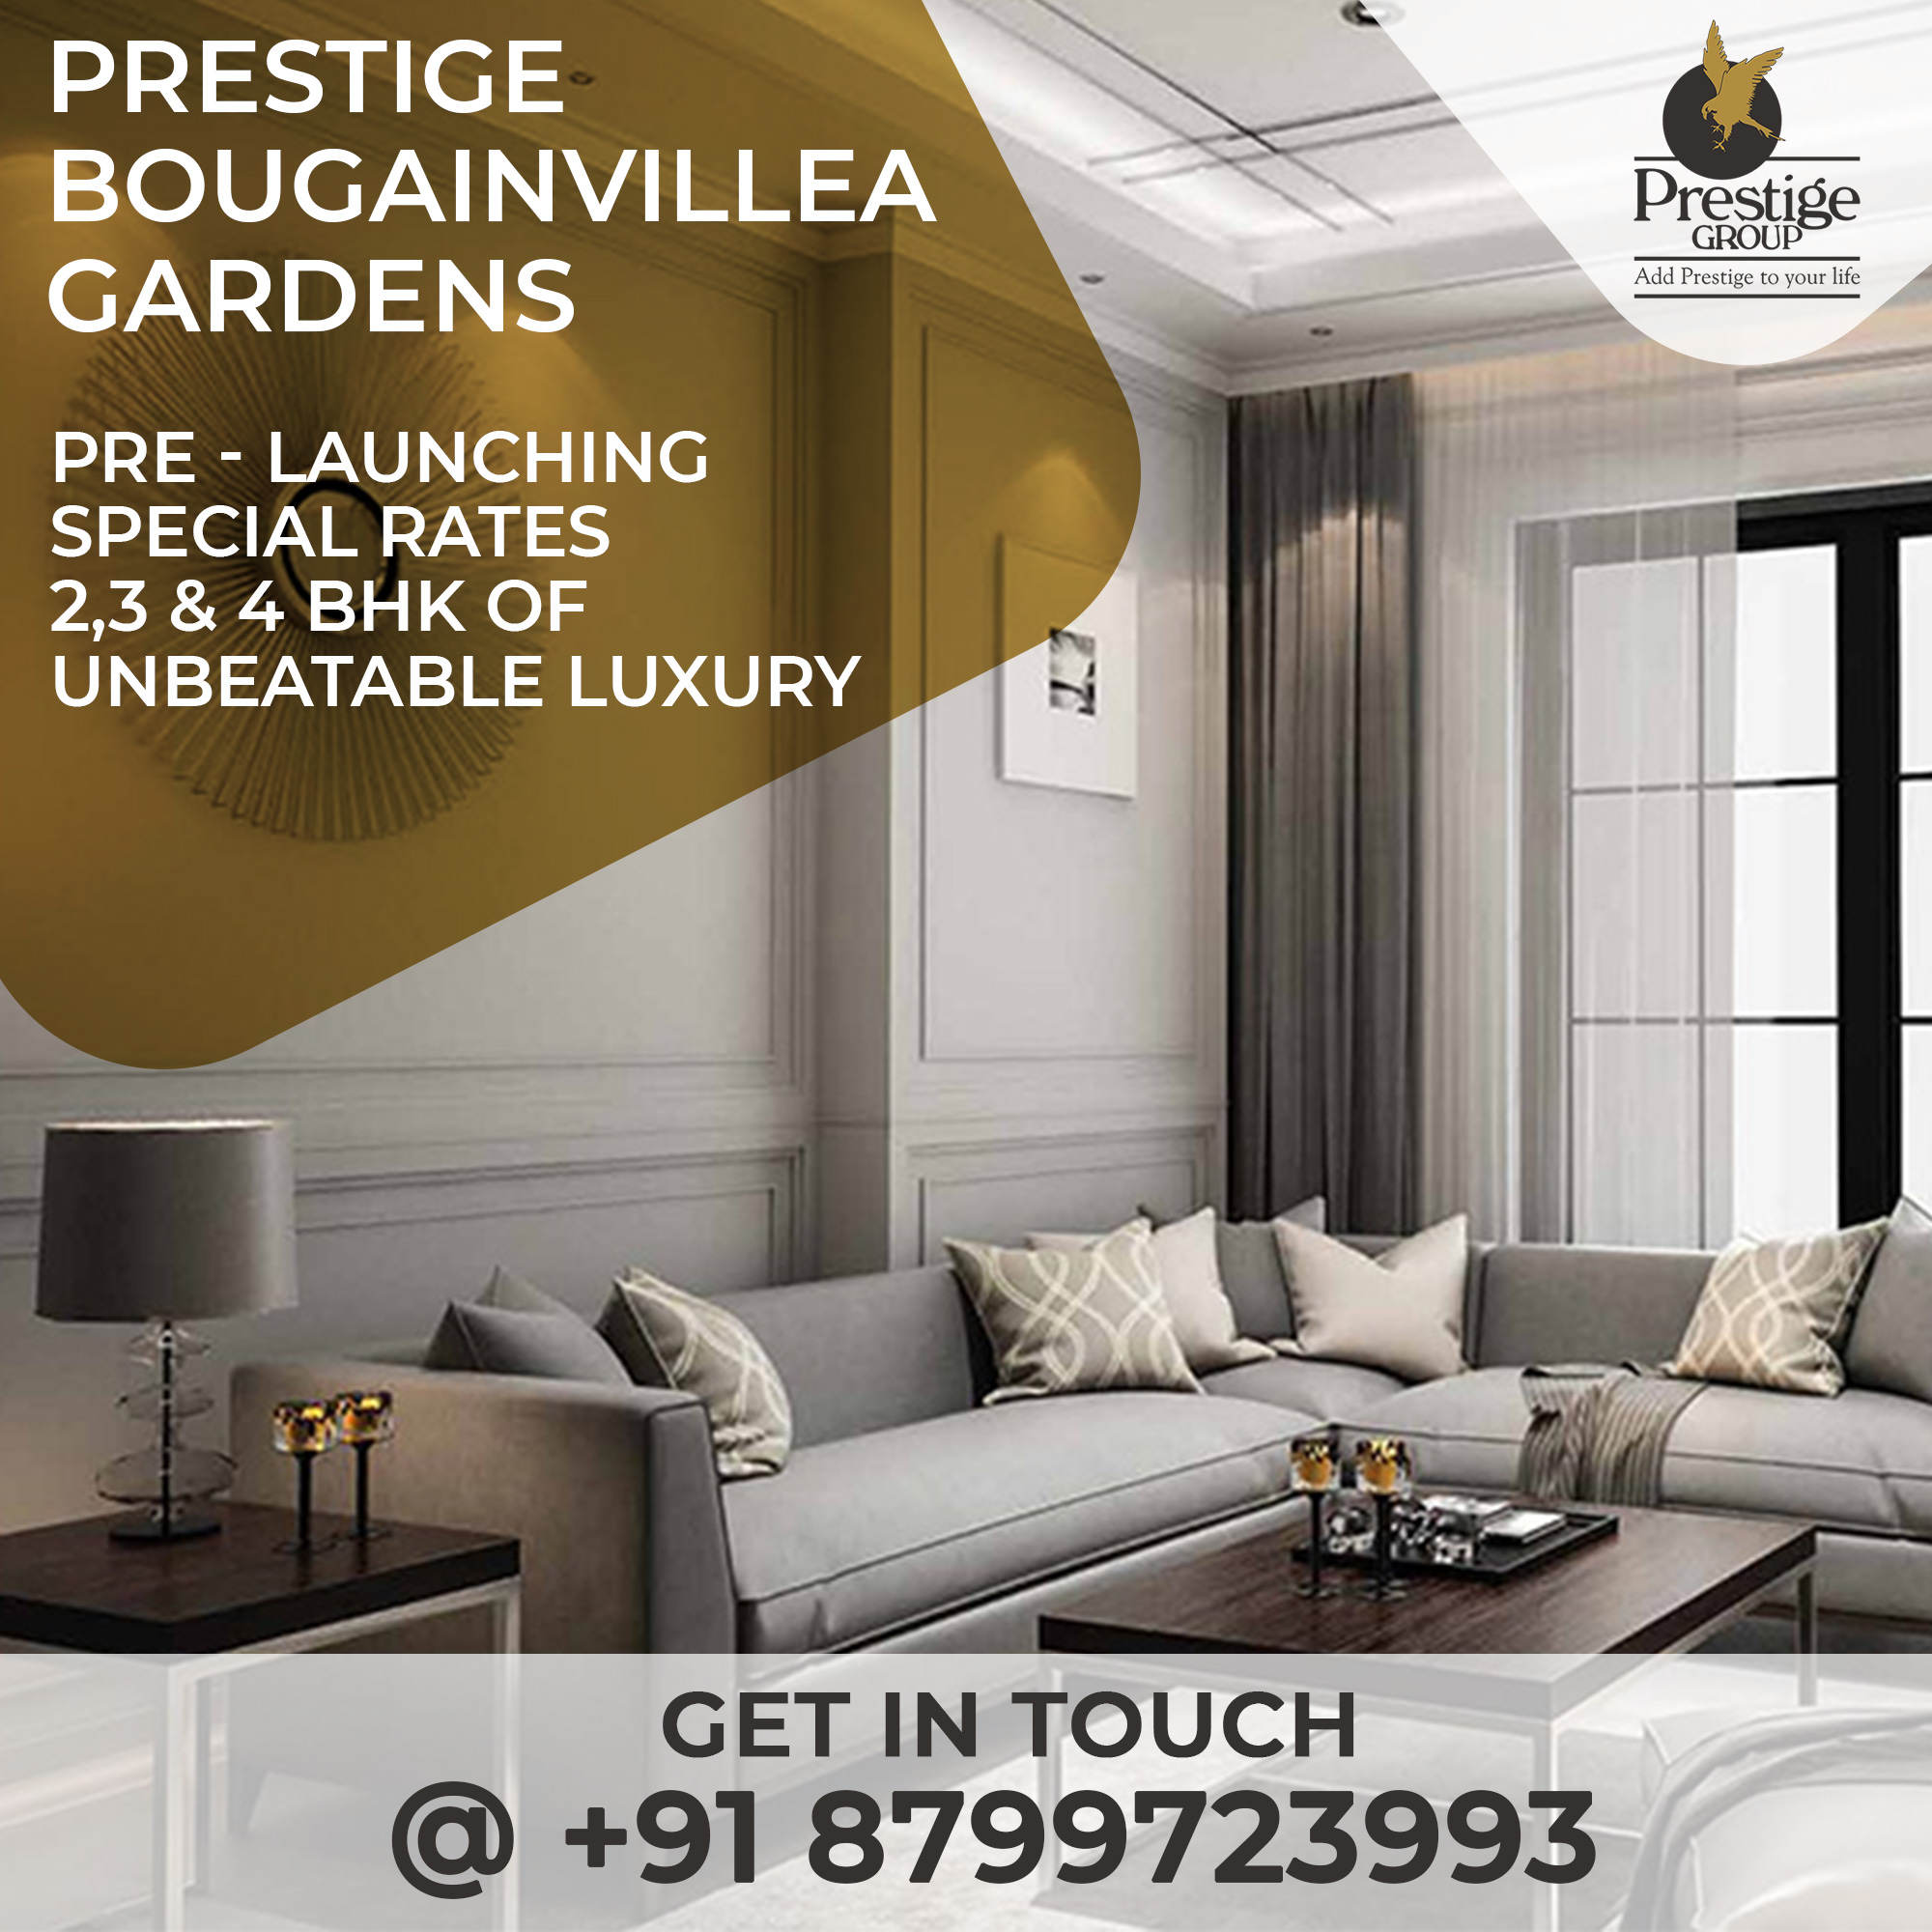 PRESTIGE
BOUGAINVILLEA
GARDENS
PRE - LAUNCHING
SPECIAL RATES
2,3 & 4 BHK OF
UNBEATABLE LUXURY
Prestige
GROUP
Add Prestige to your life
GET IN TOUCH
@ +91 8799723993